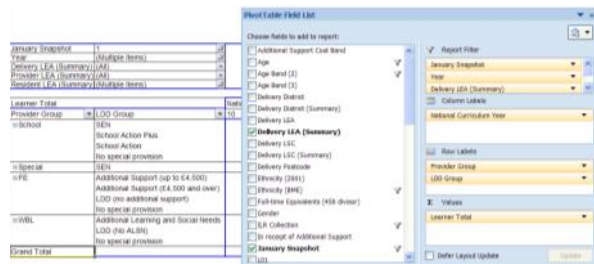 PivotTable Field List
Choose fields to add to report:
Additional Support Cost Band
Age
Age Band (2)
Age Band (3)
Delivery District
Delivery District (Summary)
Delivery LEA
Delivery LEA (Summary)
Delivery LSC
Delivery LSC (Summary)
Delivery Postcode
Ethnicity (2001)
Ethnicity (BME)
Full-time Equivalents (450 divisor)
Gender
ILR Collection
In receipt of Additional Support
January Snapshot
L01
Report Filter
January Snapshot
Year
Delivery LEA (Summary)
Column Labels
National Curriculum Year
Row Labels
Provider Group
LDD Group
Σ Values
Learner Total
Defer Layout Update
Update
January Snapshot 1
Year (Multiple Items)
Delivery LEA (Summary) (All)
Provider LEA (Summary) (All)
Resident LEA (Summary) (Multiple Items)
Learner Total Nati
Provider Group LDD Group 10
School SEN
School Action Plus
School Action
No special provision
Special SEN
FE Additional Support (up to £4,500)
Additional Support (£4,500 and over)
LDD (no additional support)
No special provision
WBL Additional Learning and Social Needs
LDD (No ALSN)
No special provision
Grand Total